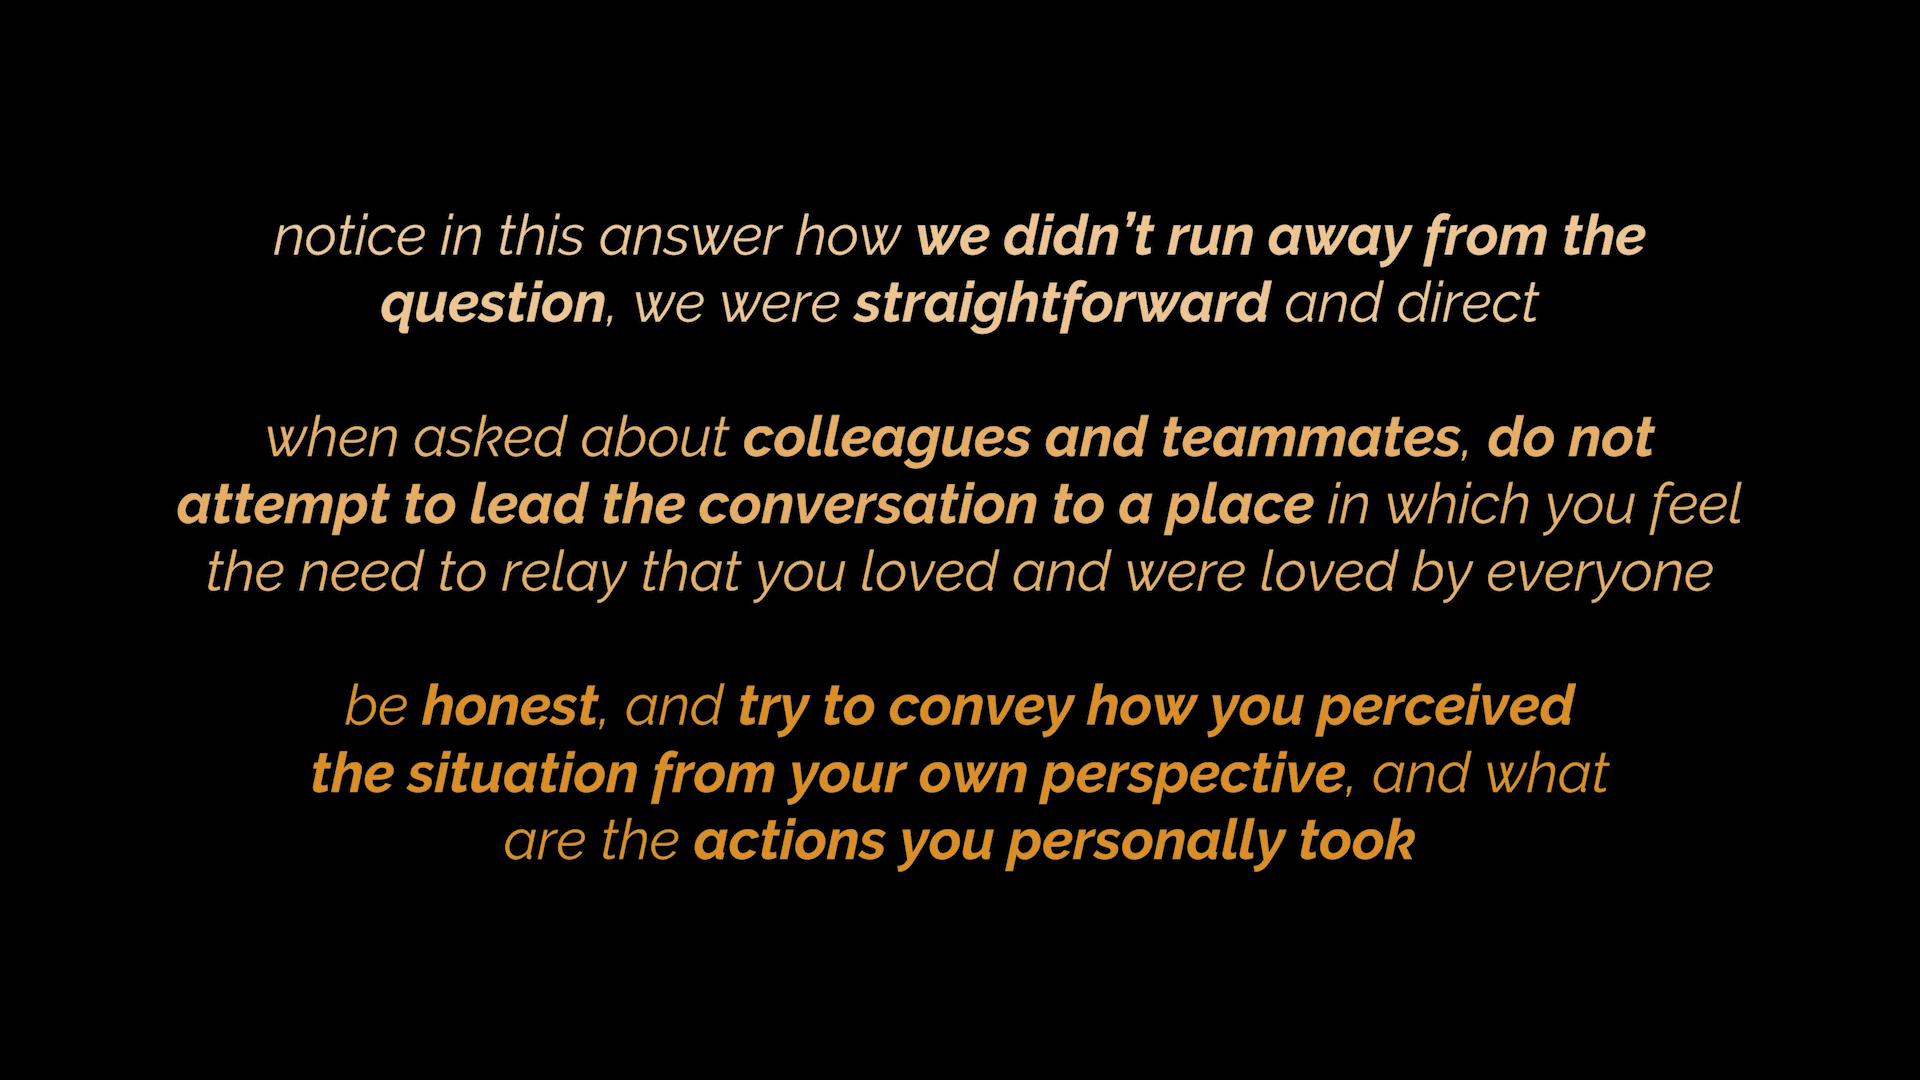 notice in this answer how we didn’t run away from the
question, we were straightforward and direct
when asked about colleagues and teammates, do not
attempt to lead the conversation to a place in which you feel
the need to relay that you loved and were loved by everyone
be honest, and try to convey how you perceived
the situation from your own perspective, and what
are the actions you personally took